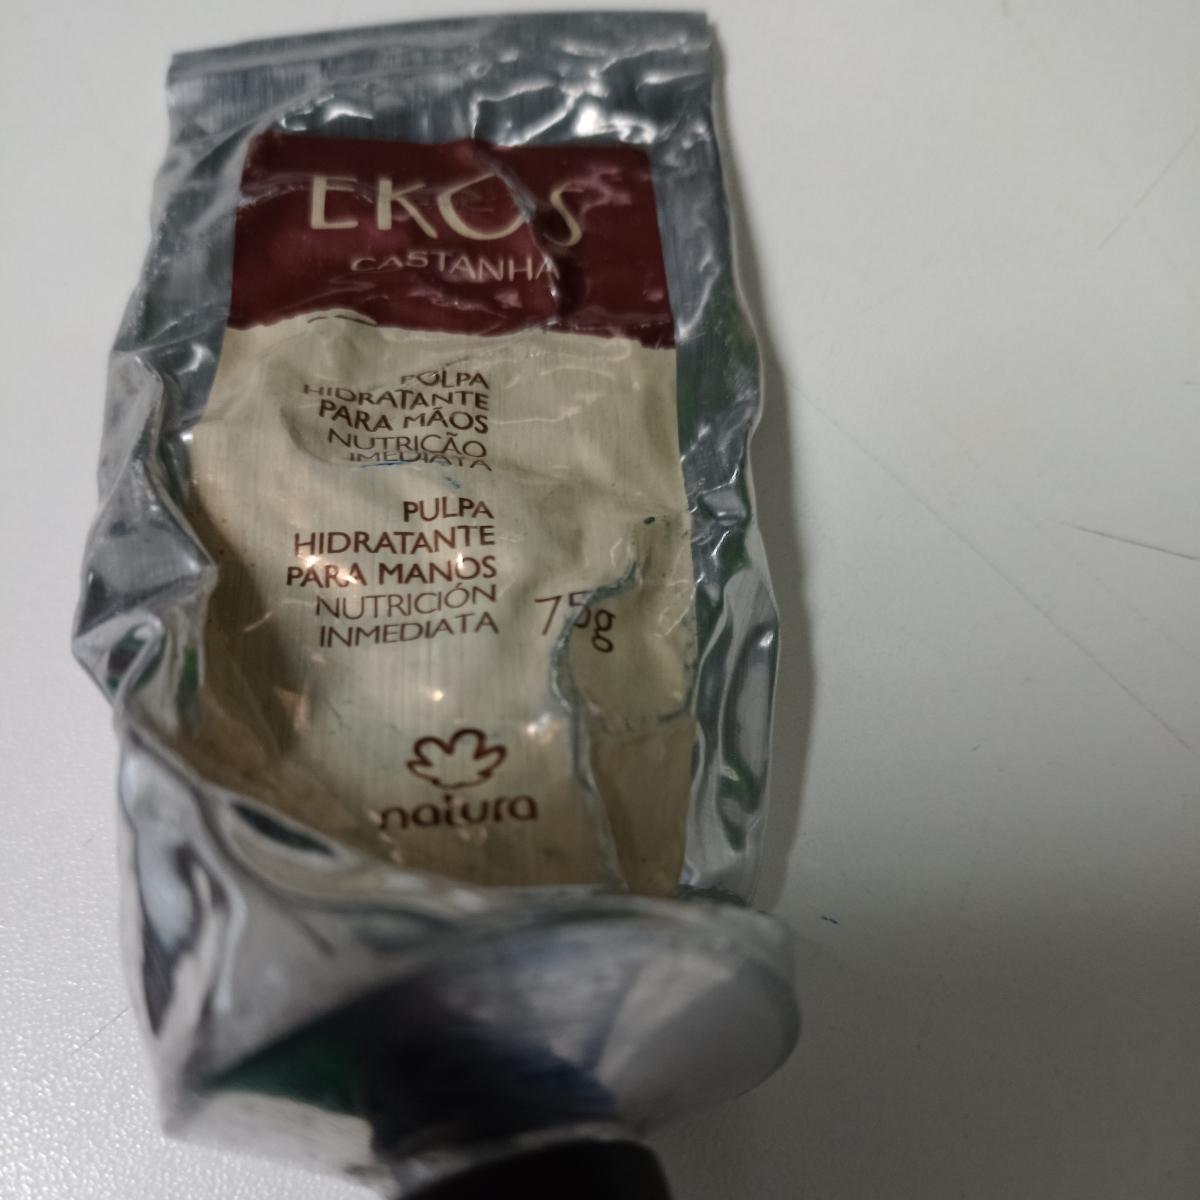 EKOS
CASTANHA
POLPA
HIDRATANTE
PARA MÃOS
NUTRIÇÃO
IMEDIATA
PULPA
HIDRATANTE
PARA MANOS
NUTRICIÓN
INMEDIATA
75g
natura